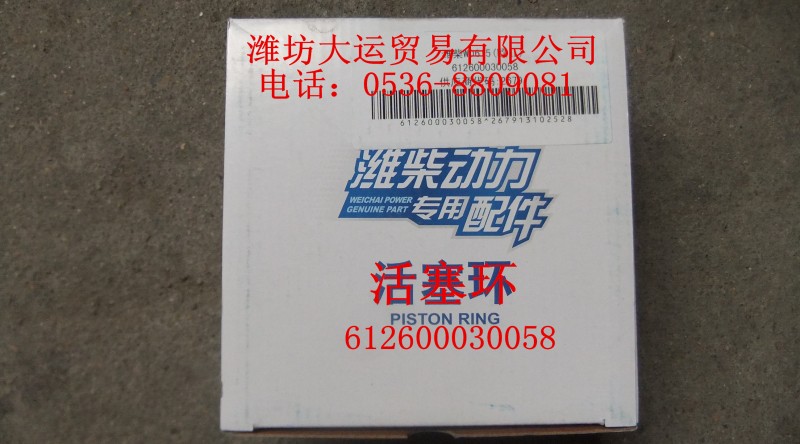 潍坊大运贸易有限公司
612600030058
电话：0536-8809081
612600030058*267913102528
潍柴动力
WEICHAI POWER
GENUINE PART
专用配件
活塞环
PISTON RING
612600030058